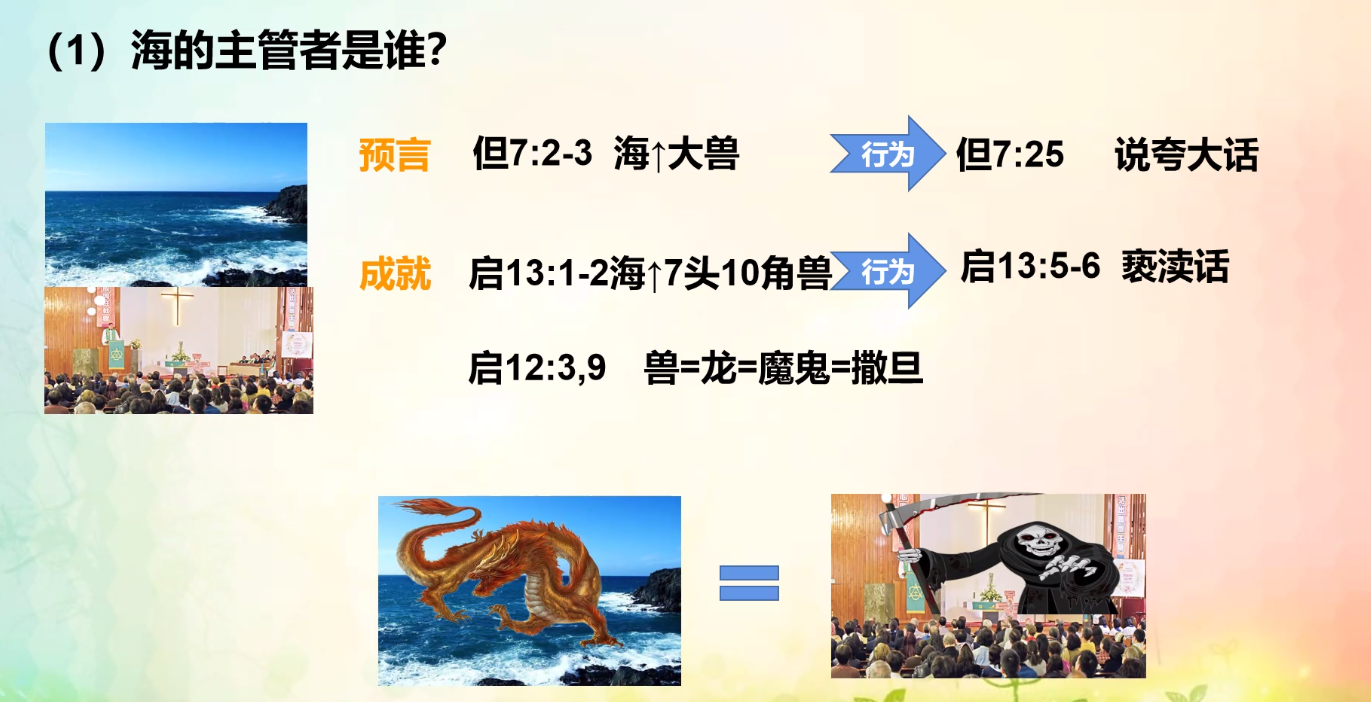 （1）海的主管者是谁？
预言 但7:2-3 海↑大兽 行为 但7:25 说夸大话
成就 启13:1-2海↑7头10角兽 行为 启13:5-6 亵渎话
启12:3,9 兽=龙=魔鬼=撒旦